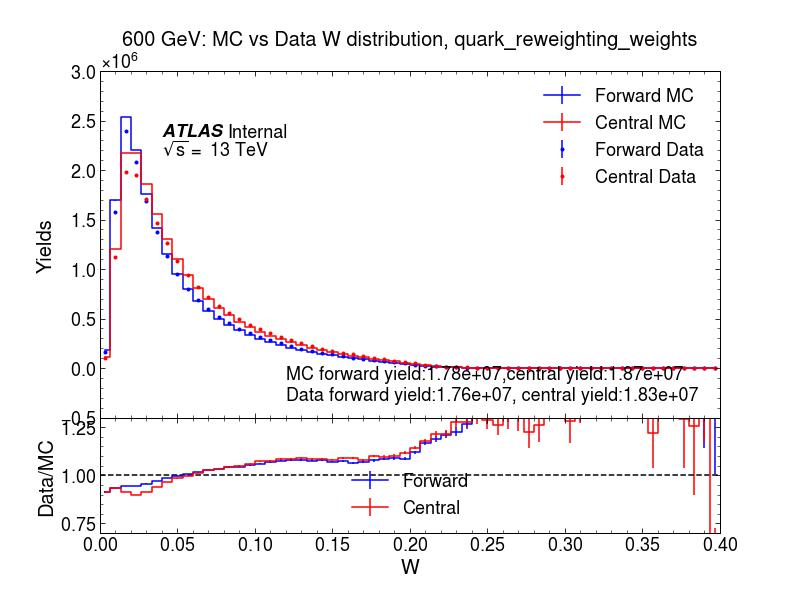 600 GeV: MC vs Data W distribution, quark_reweighting_weights
×10⁶
3.0
2.5
2.0
1.5
1.0
0.5
0.0
0.5
Yields
ATLAS Internal
√s = 13 TeV
Forward MC
Central MC
Forward Data
Central Data
MC forward yield:1.78e+07,central yield:1.87e+07
Data forward yield:1.76e+07, central yield:1.83e+07
1.25
1.00
0.75
Data/MC
Forward
Central
0.00 0.05 0.10 0.15 0.20 0.25 0.30 0.35 0.40
W